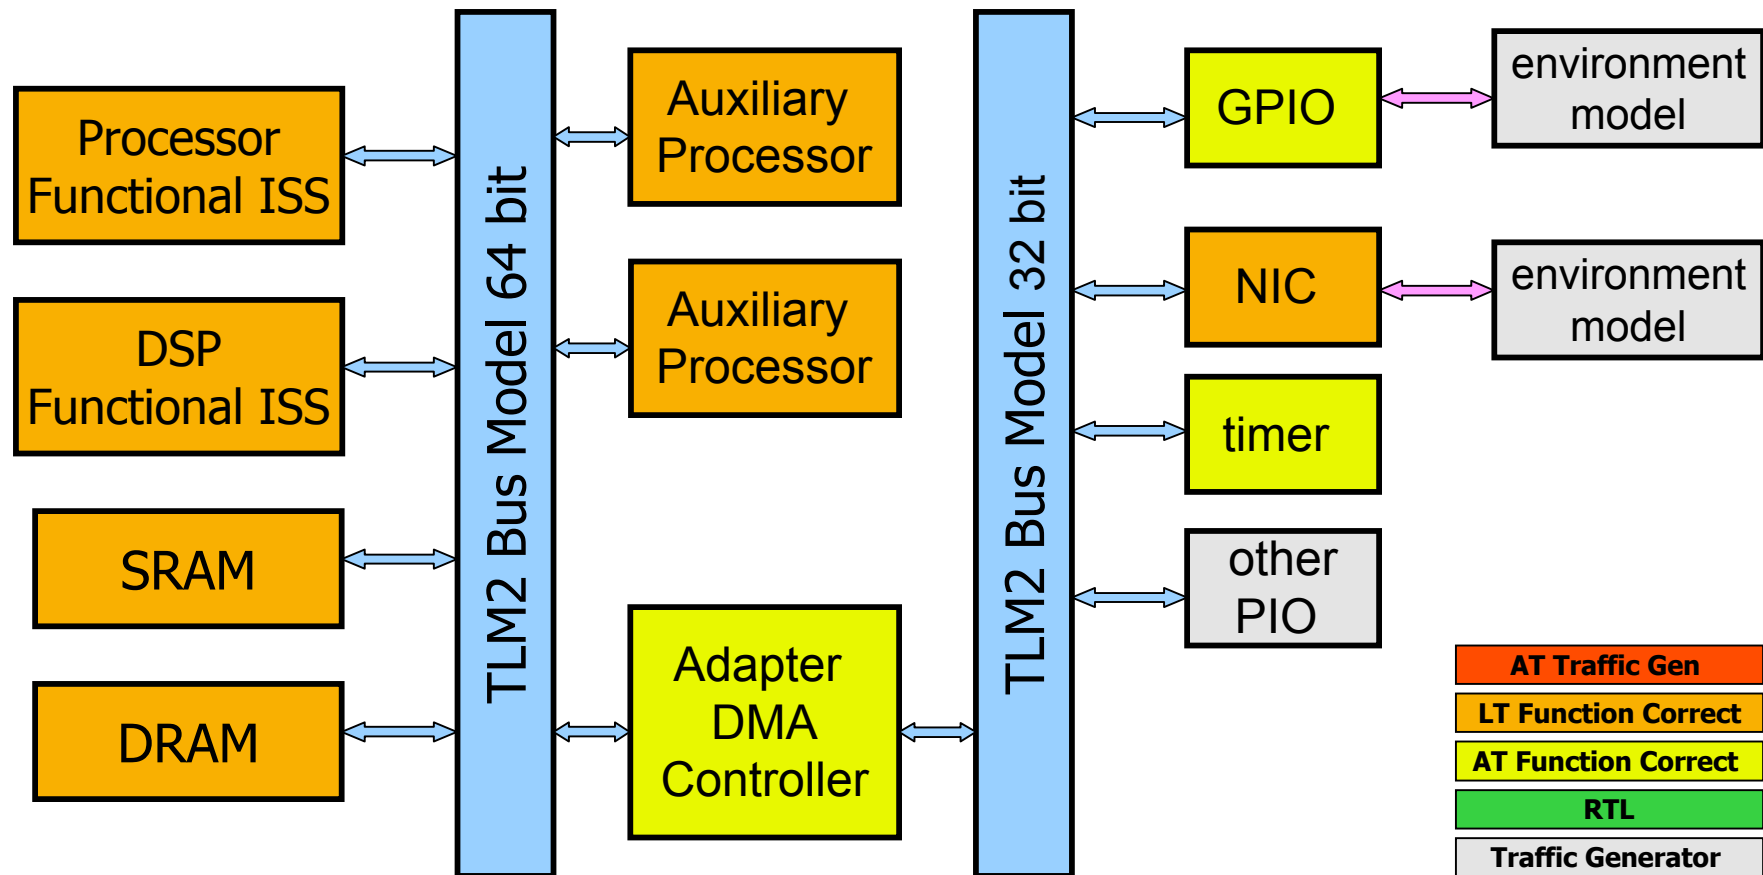 Processor
Functional ISS
DSP
Functional ISS
SRAM
DRAM
TLM2 Bus Model 64 bit
Auxiliary
Processor
Auxiliary
Processor
Adapter
DMA
Controller
TLM2 Bus Model 32 bit
GPIO
NIC
timer
other
PIO
environment
model
environment
model
AT Traffic Gen
LT Function Correct
AT Function Correct
RTL
Traffic Generator